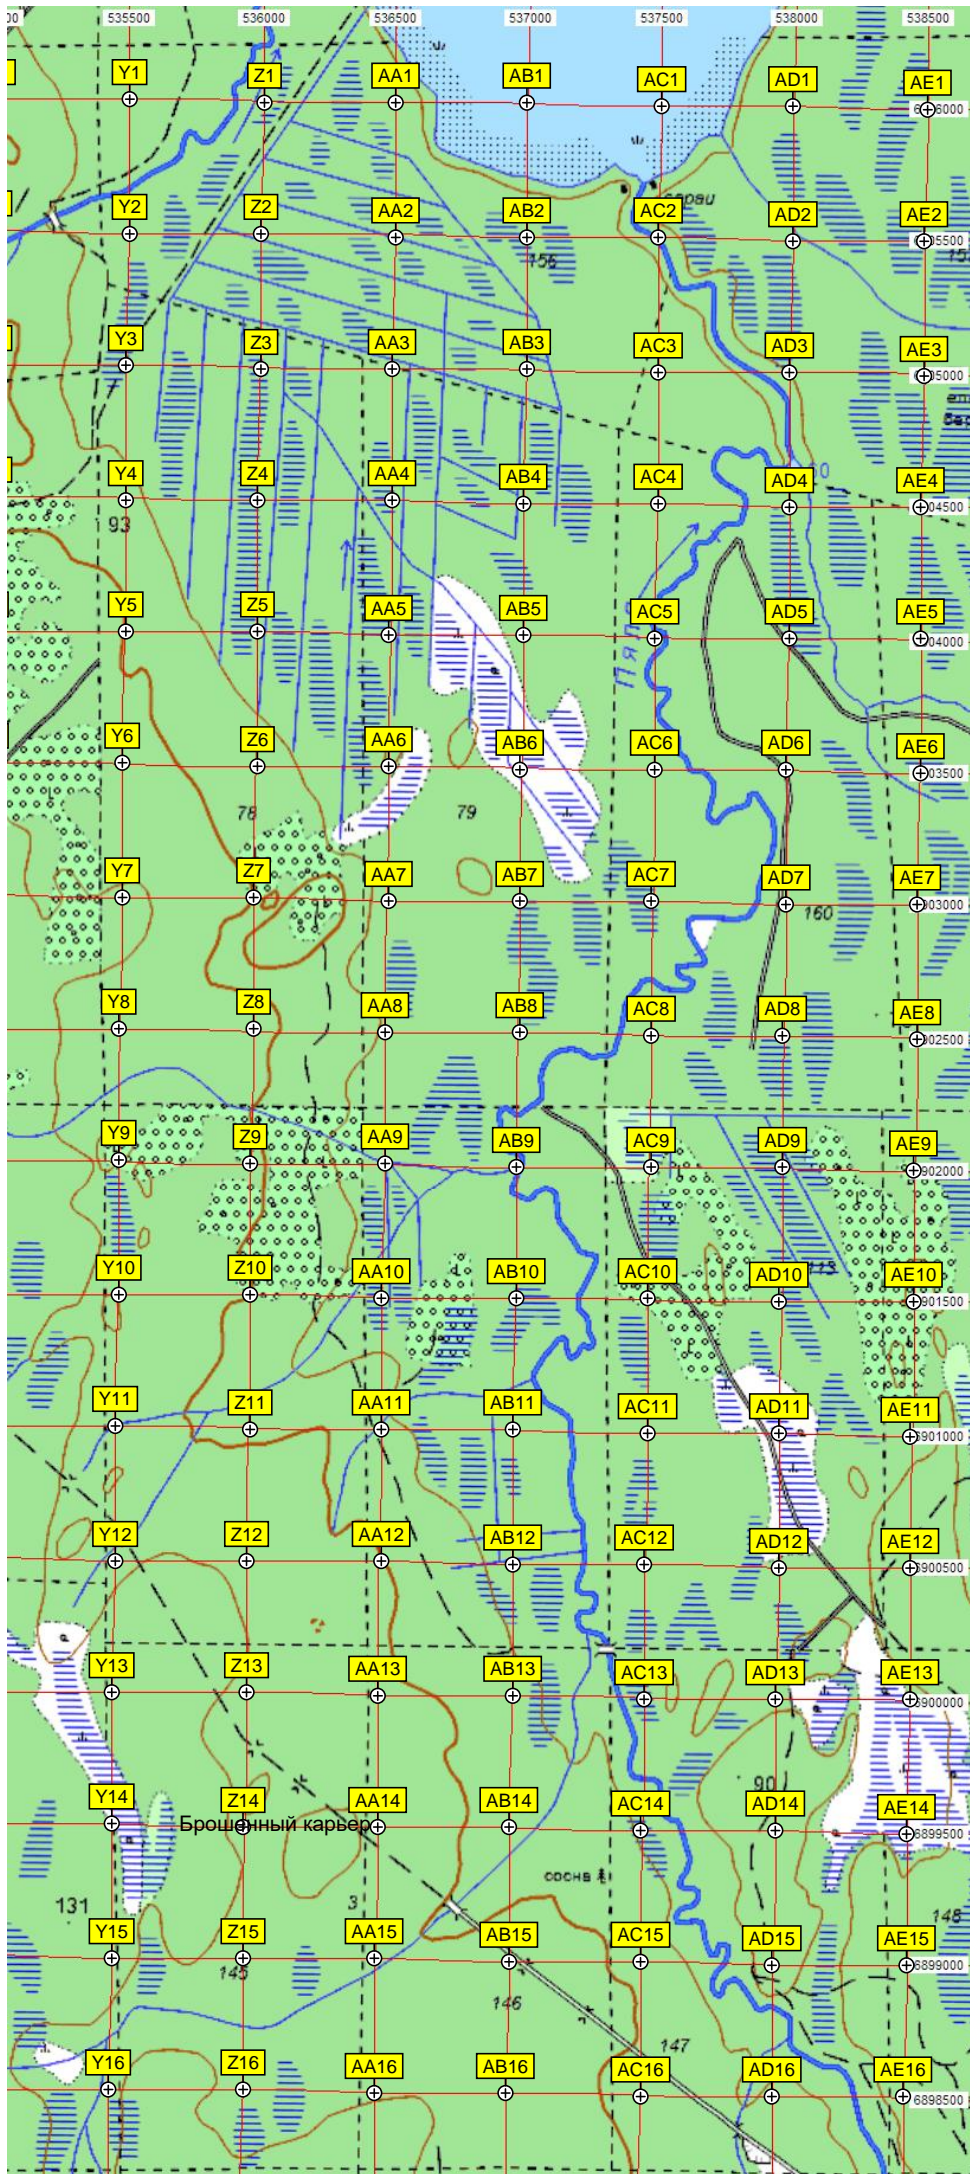 00 535500 536000 536500 537000 537500 538000 538500
Y1 Z1 AA1 AB1 AC1 AD1 AE1
Y2 Z2 AA2 AB2 AC2 AD2 AE2
156
Y3 Z3 AA3 AB3 AC3 AD3 AE3
Y4 Z4 AA4 AB4 AC4 AD4 AE4
93
Y5 Z5 AA5 AB5 AC5 AD5 AE5
Y6 Z6 AA6 AB6 AC6 AD6 AE6
78 79
Y7 Z7 AA7 AB7 AC7 AD7 AE7
160
Y8 Z8 AA8 AB8 AC8 AD8 AE8
902500
Y9 Z9 AA9 AB9 AC9 AD9 AE9
922000
Y10 Z10 AA10 AB10 AC10 AD10 AE10
113
901500
Y11 Z11 AA11 AB11 AC11 AD11 AE11
6901000
Y12 Z12 AA12 AB12 AC12 AD12 AE12
6900500
Y13 Z13 AA13 AB13 AC13 AD13 AE13
6900000
90
Y14 Z14 AA14 AB14 AC14 AD14 AE14
Брошенный карьер
6899500
сосна
131 3 148
Y15 Z15 AA15 AB15 AC15 AD15 AE15
6899000
145 146
147
Y16 Z16 AA16 AB16 AC16 AD16 AE16
6898500